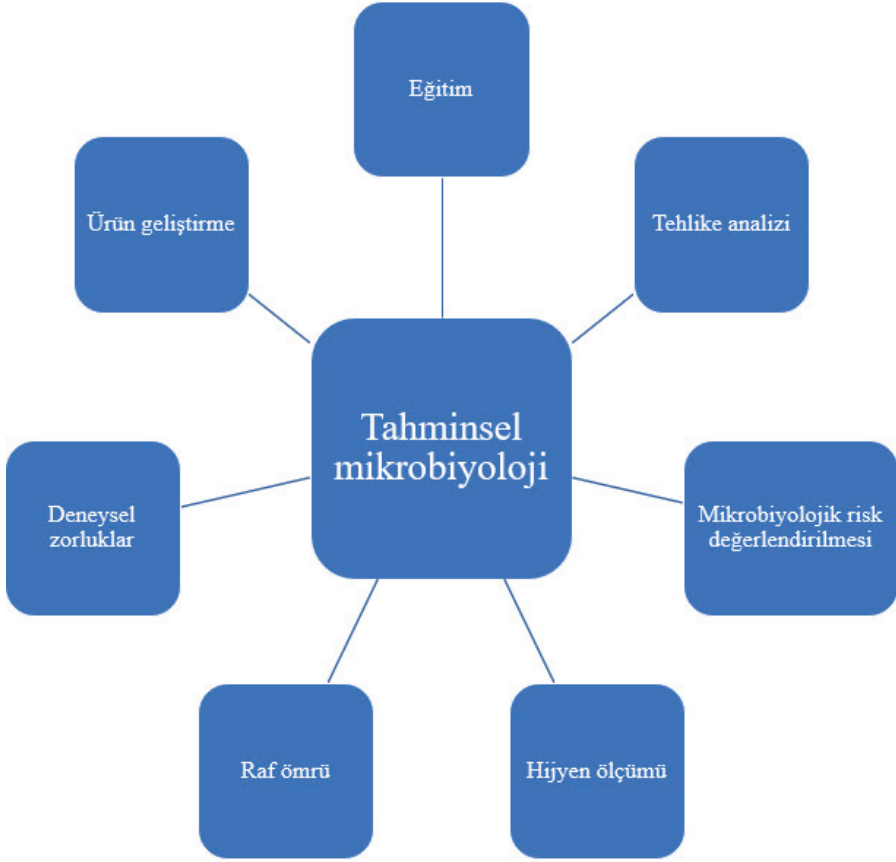 Eğitim
Ürün geliştirme
Tehlike analizi
Tahminsel
mikrobiyoloji
Deneysel
zorluklar
Mikrobiyolojik risk
değerlendirilmesi
Raf ömrü
Hijyen ölçümü